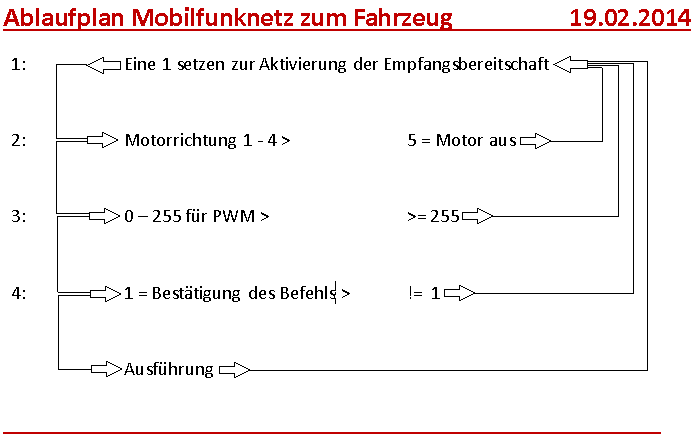 Ablaufplan Mobilfunknetz zum Fahrzeug 19.02.2014
1: Eine 1 setzen zur Aktivierung der Empfangsbereitschaft
2: Motorrichtung 1 - 4 > 5 = Motor aus
3: 0 – 255 für PWM > >= 255
4: 1 = Bestätigung des Befehls > != 1
Ausführung